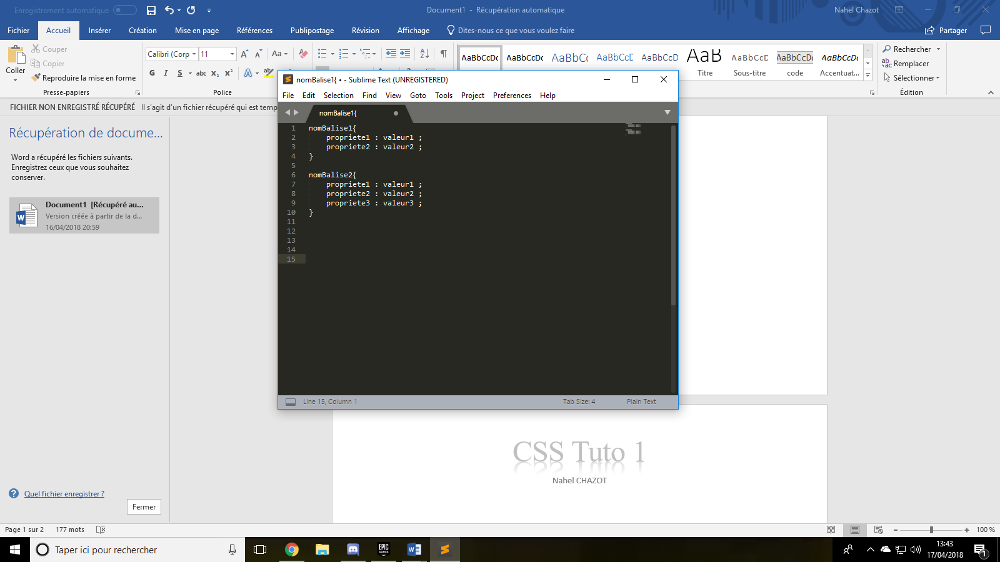 Enregistrement automatique
Document1 - Récupération automatique
Nahel Chazot
Fichier Accueil Insérer Création Mise en page Références Publipostage Révision Affichage Dites-nous ce que vous voulez faire Partager
Coller
Couper
Copier
Reproduire la mise en forme
Presse-papiers
Calibri (Corp 11
G I S abc x₂ x²
Police
AaBbCcDc AaBbCcDc AaBbC( AaBbCcD AaBbCcD AaB AaBbCcD AaBbCcDc AaBbCcDc
Titre Sous-titre code Accentuat...
Rechercher
Remplacer
Sélectionner
Édition
FICHIER NON ENREGISTRÉ RÉCUPÉRÉ Il s’agit d’un fichier récupéré qui est temp
Récupération de docume...
Word a récupéré les fichiers suivants.
Enregistrez ceux que vous souhaitez
conserver.
Document1 [Récupéré au...
Version créée à partir de la d...
16/04/2018 20:59
Quel fichier enregistrer ?
Fermer
nomBalise1{ • - Sublime Text (UNREGISTERED)
File Edit Selection Find View Goto Tools Project Preferences Help
nomBalise1{
1 nomBalise1{
2 propriete1 : valeur1 ;
3 propriete2 : valeur2 ;
4 }
5
6 nomBalise2{
7 propriete1 : valeur1 ;
8 propriete2 : valeur2 ;
9 propriete3 : valeur3 ;
10 }
11
12
13
14
15
Line 15, Column 1 Tab Size: 4 Plain Text
CSS Tuto 1
Nahel CHAZOT
Page 1 sur 2 177 mots 100 %
Taper ici pour rechercher
EPIC GAMES
13:43
17/04/2018
1